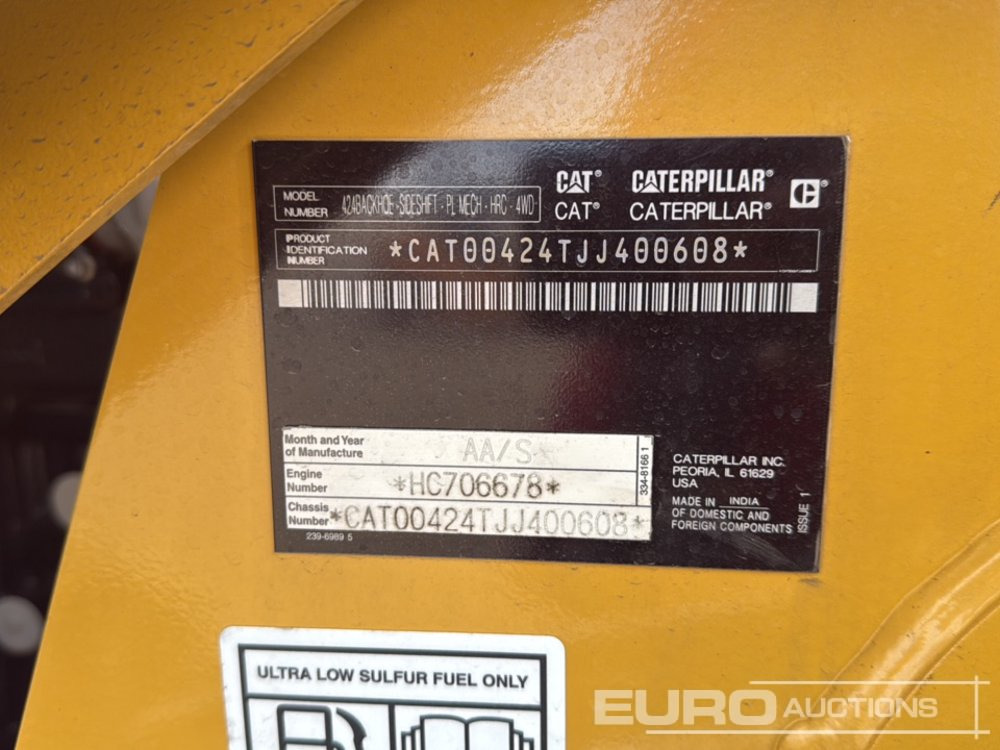 MODEL NUMBER 424BACKHOE - SIDESHIFT - PL MECH - HRC - 4WD
CAT® CATERPILLAR® C®
CAT® CATERPILLAR®
PRODUCT IDENTIFICATION NUMBER *CAT00424TJJ400608*
Month and Year of Manufacture AA/S
Engine Number *HC706678*
Chassis Number *CAT00424TJJ400608*
239-6989 5
334-8166 1
CATERPILLAR INC.
PEORIA, IL 61629
USA
MADE IN INDIA
OF DOMESTIC AND
FOREIGN COMPONENTS
ISSUE 1
ULTRA LOW SULFUR FUEL ONLY
EURO AUCTIONS